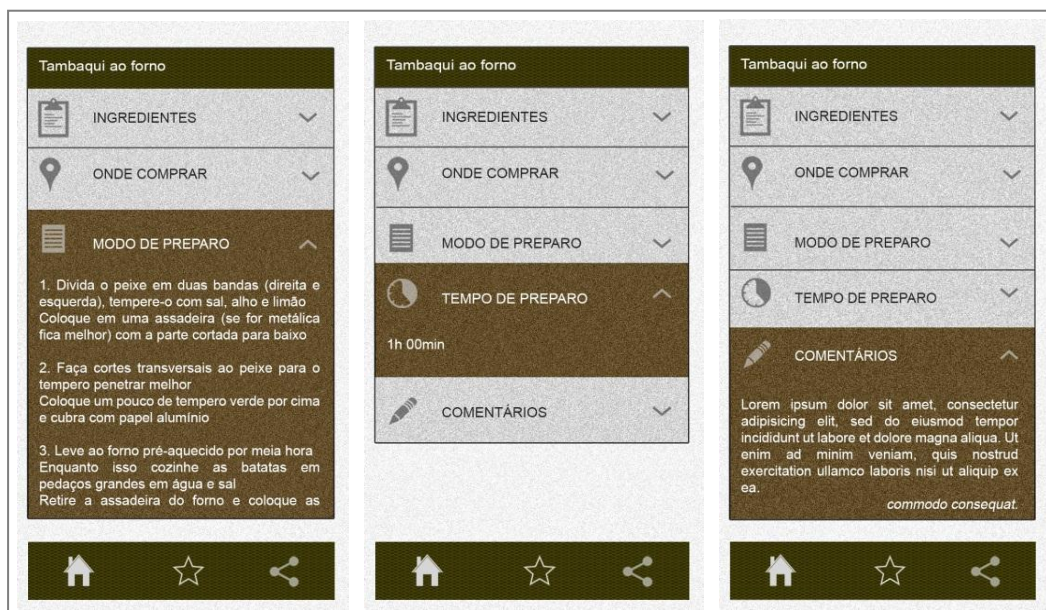 Tambaqui ao forno
INGREDIENTES
ONDE COMPRAR
MODO DE PREPARO
1. Divida o peixe em duas bandas (direita e
esquerda), tempere-o com sal, alho e limão
Coloque em uma assadeira (se for metálica
fica melhor) com a parte cortada para baixo
2. Faça cortes transversais ao peixe para o
tempero penetrar melhor
Coloque um pouco de tempero verde por cima
e cubra com papel alumínio
3. Leve ao forno pré-aquecido por meia hora
Enquanto isso cozinhe as batatas em
pedaços grandes em água e sal
Retire a assadeira do forno e coloque as
Tambaqui ao forno
INGREDIENTES
ONDE COMPRAR
MODO DE PREPARO
TEMPO DE PREPARO
1h 00min
COMENTÁRIOS
Tambaqui ao forno
INGREDIENTES
ONDE COMPRAR
MODO DE PREPARO
TEMPO DE PREPARO
COMENTÁRIOS
Lorem ipsum dolor sit amet, consectetur
adipisicing elit, sed do eiusmod tempor
incididunt ut labore et dolore magna aliqua. Ut
enim ad minim veniam, quis nostrud
exercitation ullamco laboris nisi ut aliquip ex
ea.
commodo consequat.